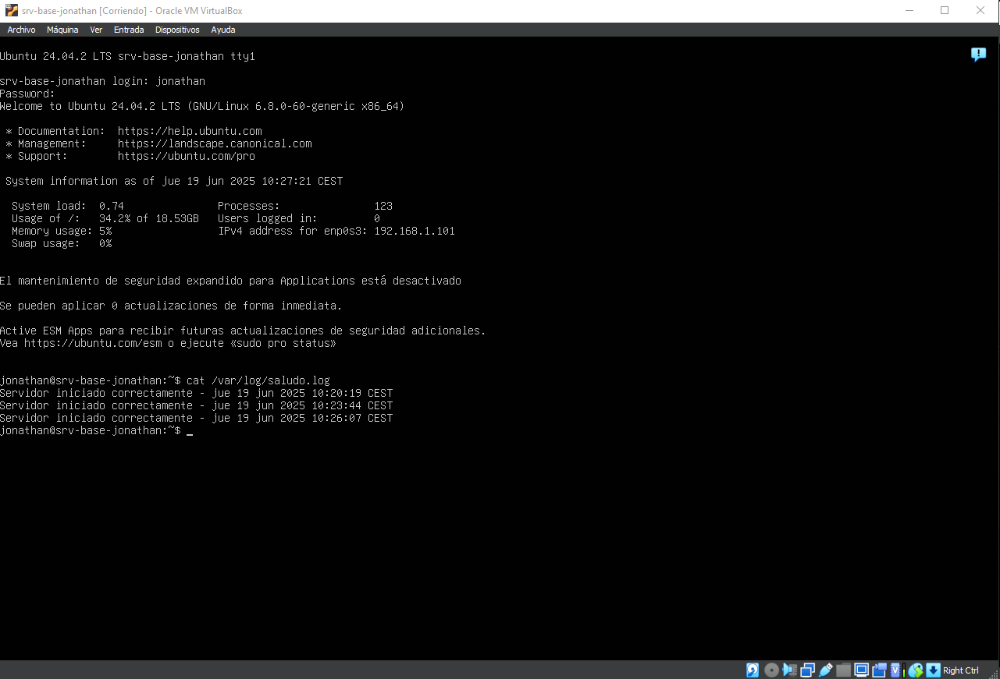 srv-base-jonathan [Corriendo] - Oracle VM VirtualBox
Archivo Máquina Ver Entrada Dispositivos Ayuda
Ubuntu 24.04.2 LTS srv-base-jonathan tty1
srv-base-jonathan login: jonathan
Password:
Welcome to Ubuntu 24.04.2 LTS (GNU/Linux 6.8.0-60-generic x86_64)
* Documentation: https://help.ubuntu.com
* Management: https://landscape.canonical.com
* Support: https://ubuntu.com/pro
System information as of jue 19 jun 2025 10:27:21 CEST
System load: 0.74 Processes: 123
Usage of /: 34.2% of 18.53GB Users logged in: 0
Memory usage: 5% IPv4 address for enp0s3: 192.168.1.101
Swap usage: 0%
El mantenimiento de seguridad expandido para Applications está desactivado
Se pueden aplicar 0 actualizaciones de forma inmediata.
Active ESM Apps para recibir futuras actualizaciones de seguridad adicionales.
Vea https://ubuntu.com/esm o ejecute «sudo pro status»
jonathan@srv-base-jonathan:~$ cat /var/log/saludo.log
Servidor iniciado correctamente - jue 19 jun 2025 10:20:19 CEST
Servidor iniciado correctamente - jue 19 jun 2025 10:23:44 CEST
Servidor iniciado correctamente - jue 19 jun 2025 10:26:07 CEST
jonathan@srv-base-jonathan:~$ _
Right Ctrl